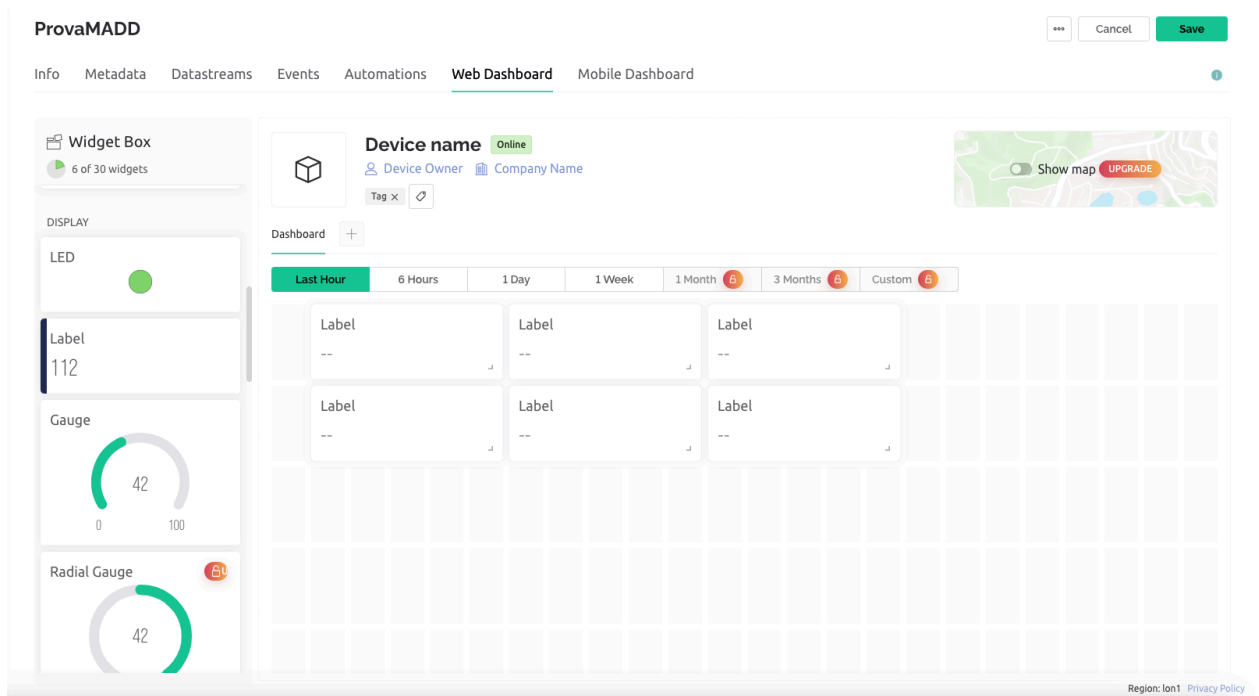 ProvaMADD
••• Cancel Save
Info Metadata Datastreams Events Automations Web Dashboard Mobile Dashboard
Widget Box
6 of 30 widgets
DISPLAY
LED
Label
112
Gauge
42
0 100
Radial Gauge
42
Device name Online
Device Owner Company Name
Tag ×
Show map UPGRADE
Dashboard +
Last Hour 6 Hours 1 Day 1 Week 1 Month 3 Months Custom
Label Label Label
-- -- --
Label Label Label
-- -- --
Region: lon1 Privacy Policy